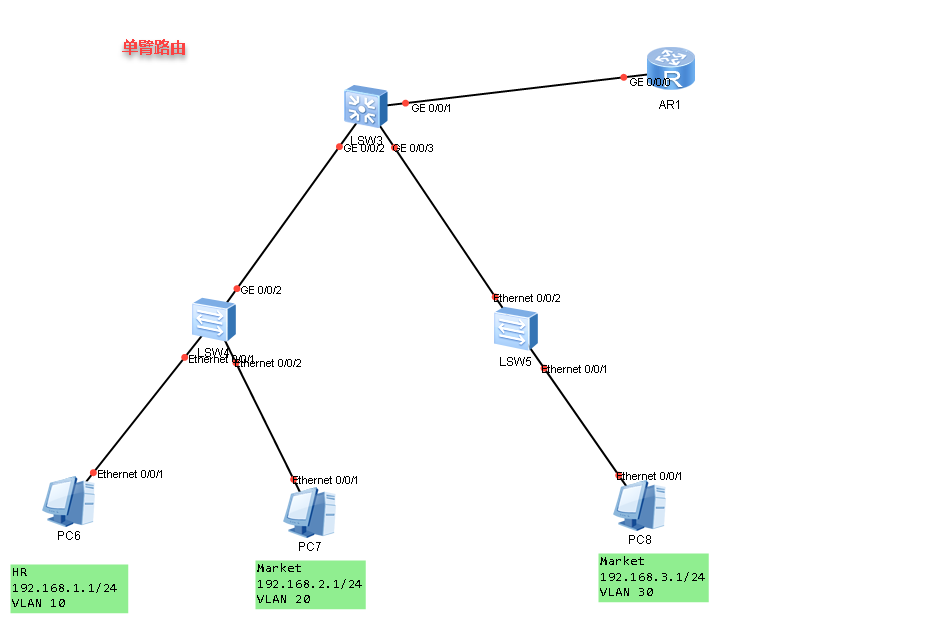 单臂路由
GE 0/0/0
AR1
GE 0/0/1
LSW3
GE 0/0/2
GE 0/0/3
GE 0/0/2
Ethernet 0/0/2
LSW4
Ethernet 0/0/1
Ethernet 0/0/2
LSW5
Ethernet 0/0/1
Ethernet 0/0/1
Ethernet 0/0/1
Ethernet 0/0/1
PC6
PC7
PC8
HR
192.168.1.1/24
VLAN 10
Market
192.168.2.1/24
VLAN 20
Market
192.168.3.1/24
VLAN 30